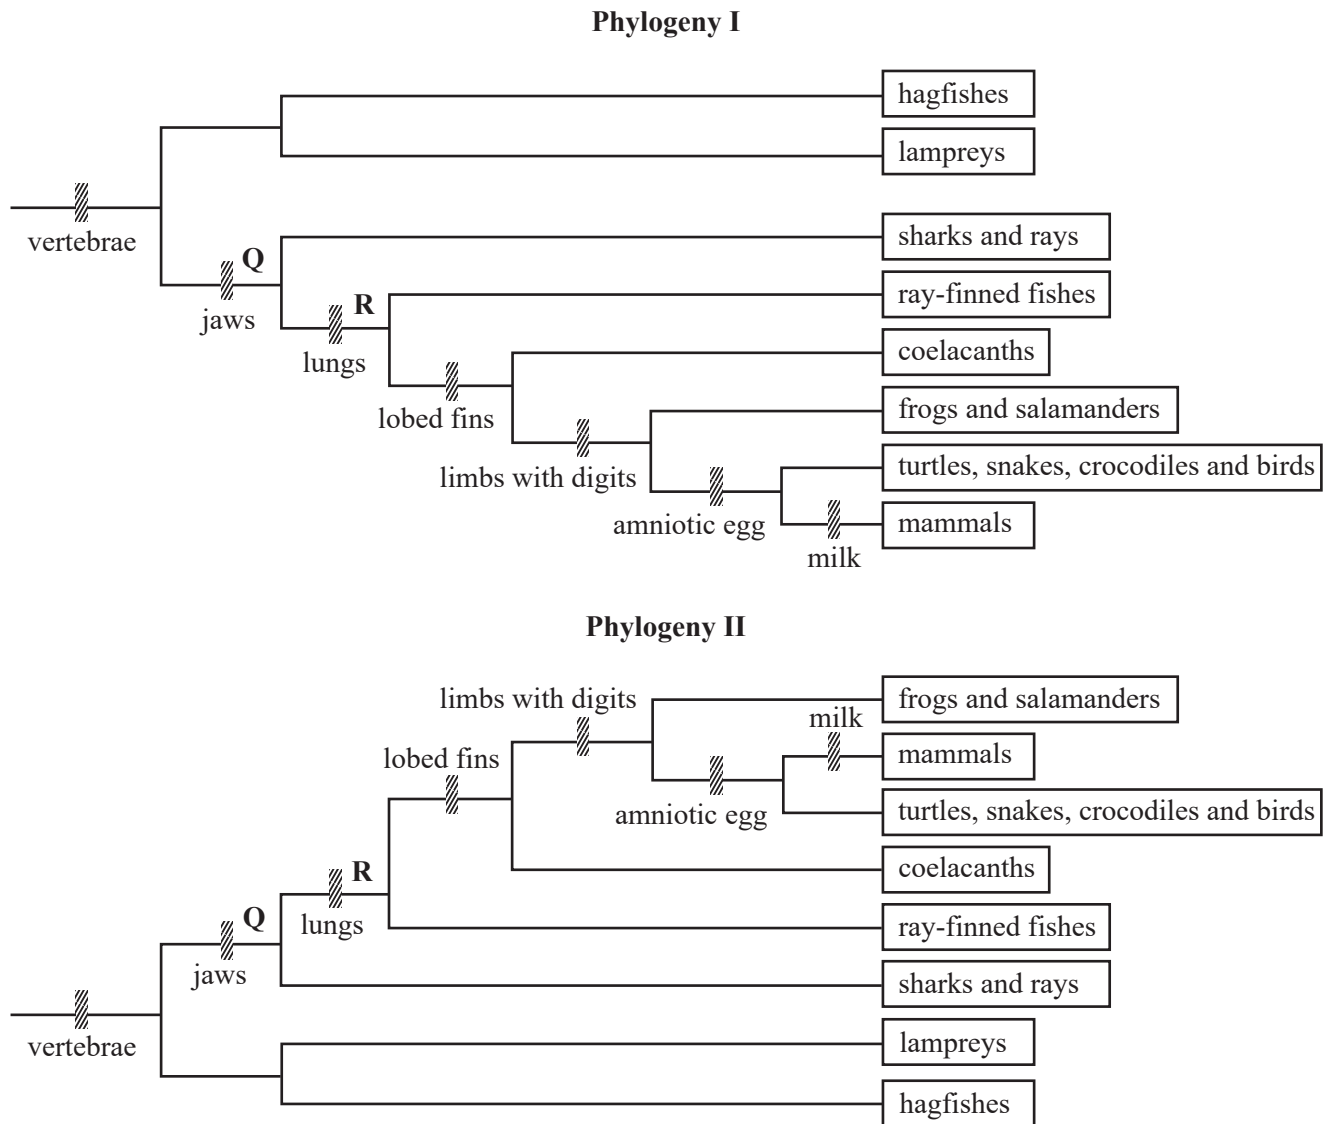 Phylogeny I
hagfishes
lampreys
vertebrae
sharks and rays
Q
jaws
ray-finned fishes
R
lungs
coelacanths
lobed fins
frogs and salamanders
limbs with digits
turtles, snakes, crocodiles and birds
amniotic egg
mammals
milk
Phylogeny II
limbs with digits
frogs and salamanders
milk
mammals
lobed fins
amniotic egg
turtles, snakes, crocodiles and birds
coelacanths
R
lungs
ray-finned fishes
Q
jaws
sharks and rays
vertebrae
lampreys
hagfishes